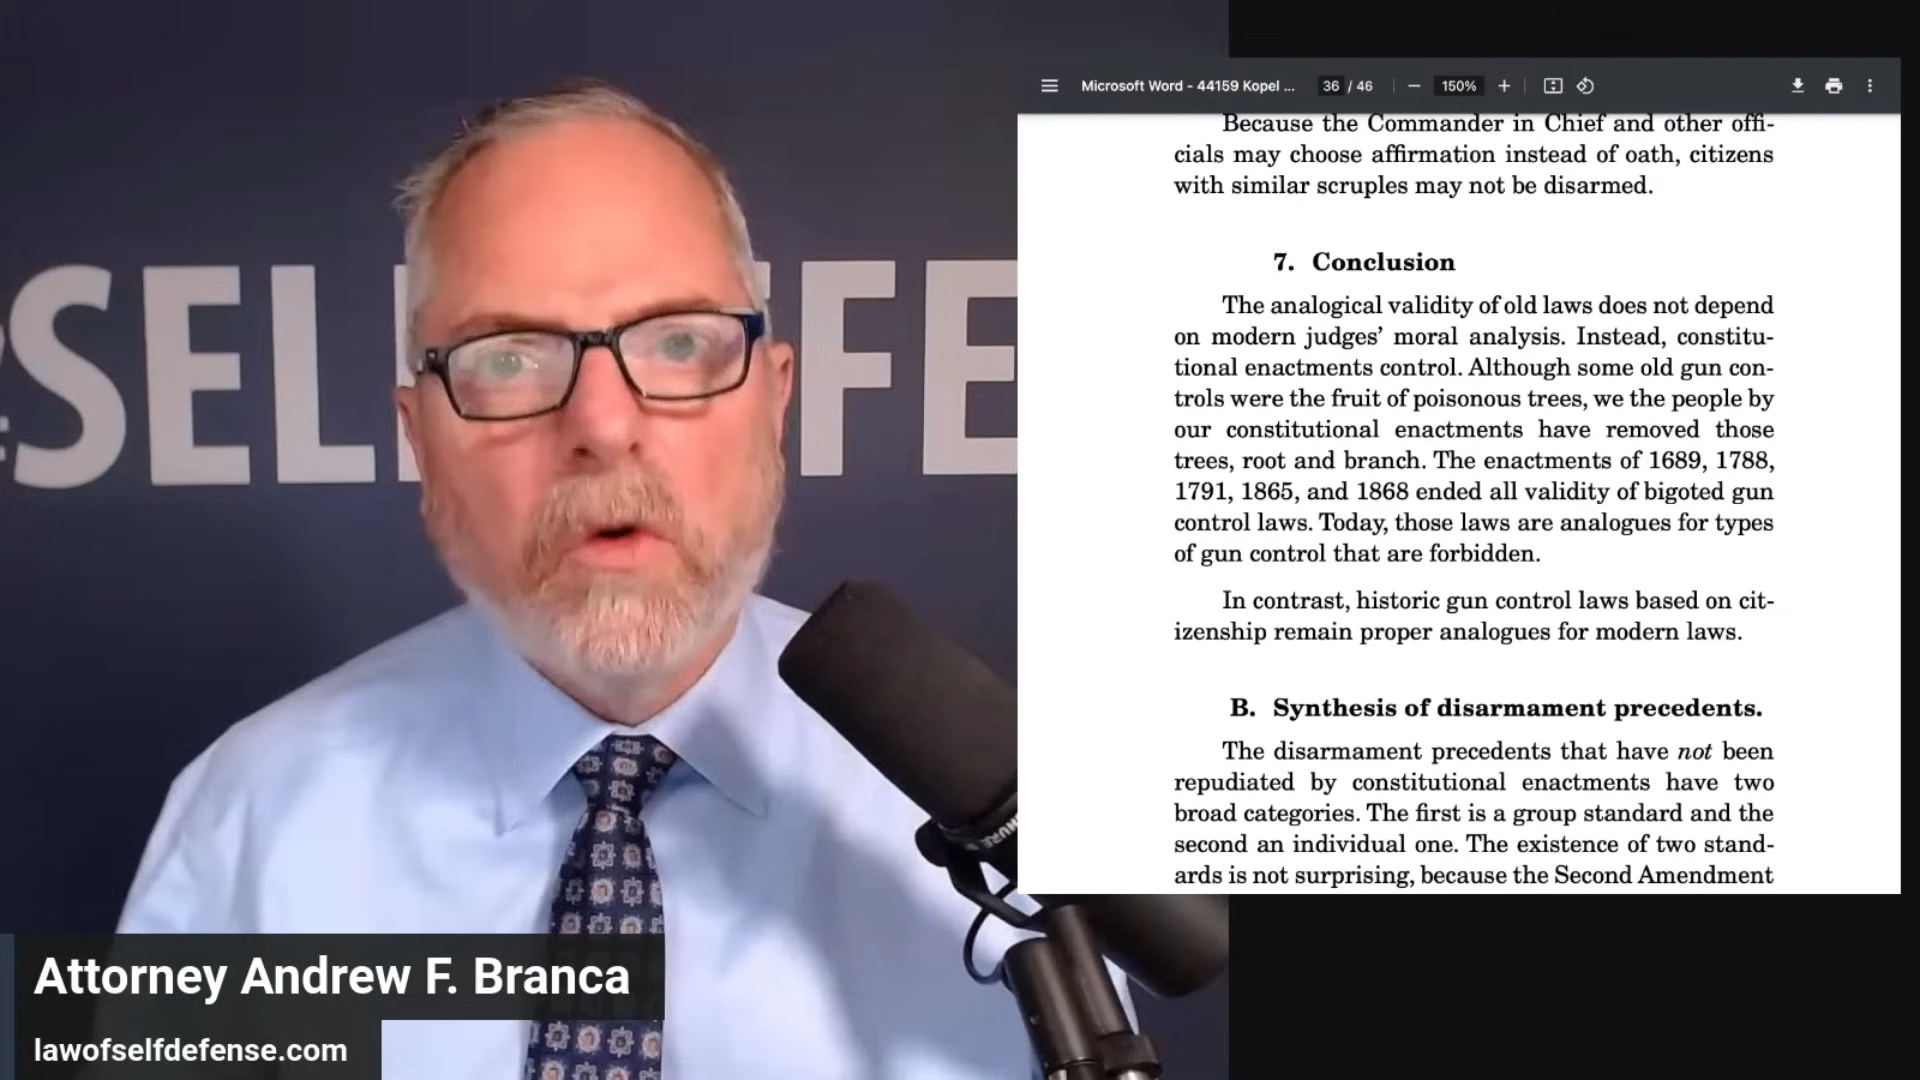 SEL FE
Microsoft Word - 44159 Kopel ... 36 / 46 150%
Because the Commander in Chief and other offi-
cials may choose affirmation instead of oath, citizens
with similar scruples may not be disarmed.
7. Conclusion
The analogical validity of old laws does not depend
on modern judges’ moral analysis. Instead, constitu-
tional enactments control. Although some old gun con-
trols were the fruit of poisonous trees, we the people by
our constitutional enactments have removed those
trees, root and branch. The enactments of 1689, 1788,
1791, 1865, and 1868 ended all validity of bigoted gun
control laws. Today, those laws are analogues for types
of gun control that are forbidden.
In contrast, historic gun control laws based on cit-
izenship remain proper analogues for modern laws.
B. Synthesis of disarmament precedents.
The disarmament precedents that have not been
repudiated by constitutional enactments have two
broad categories. The first is a group standard and the
second an individual one. The existence of two stand-
ards is not surprising, because the Second Amendment
Attorney Andrew F. Branca
lawofselfdefense.com